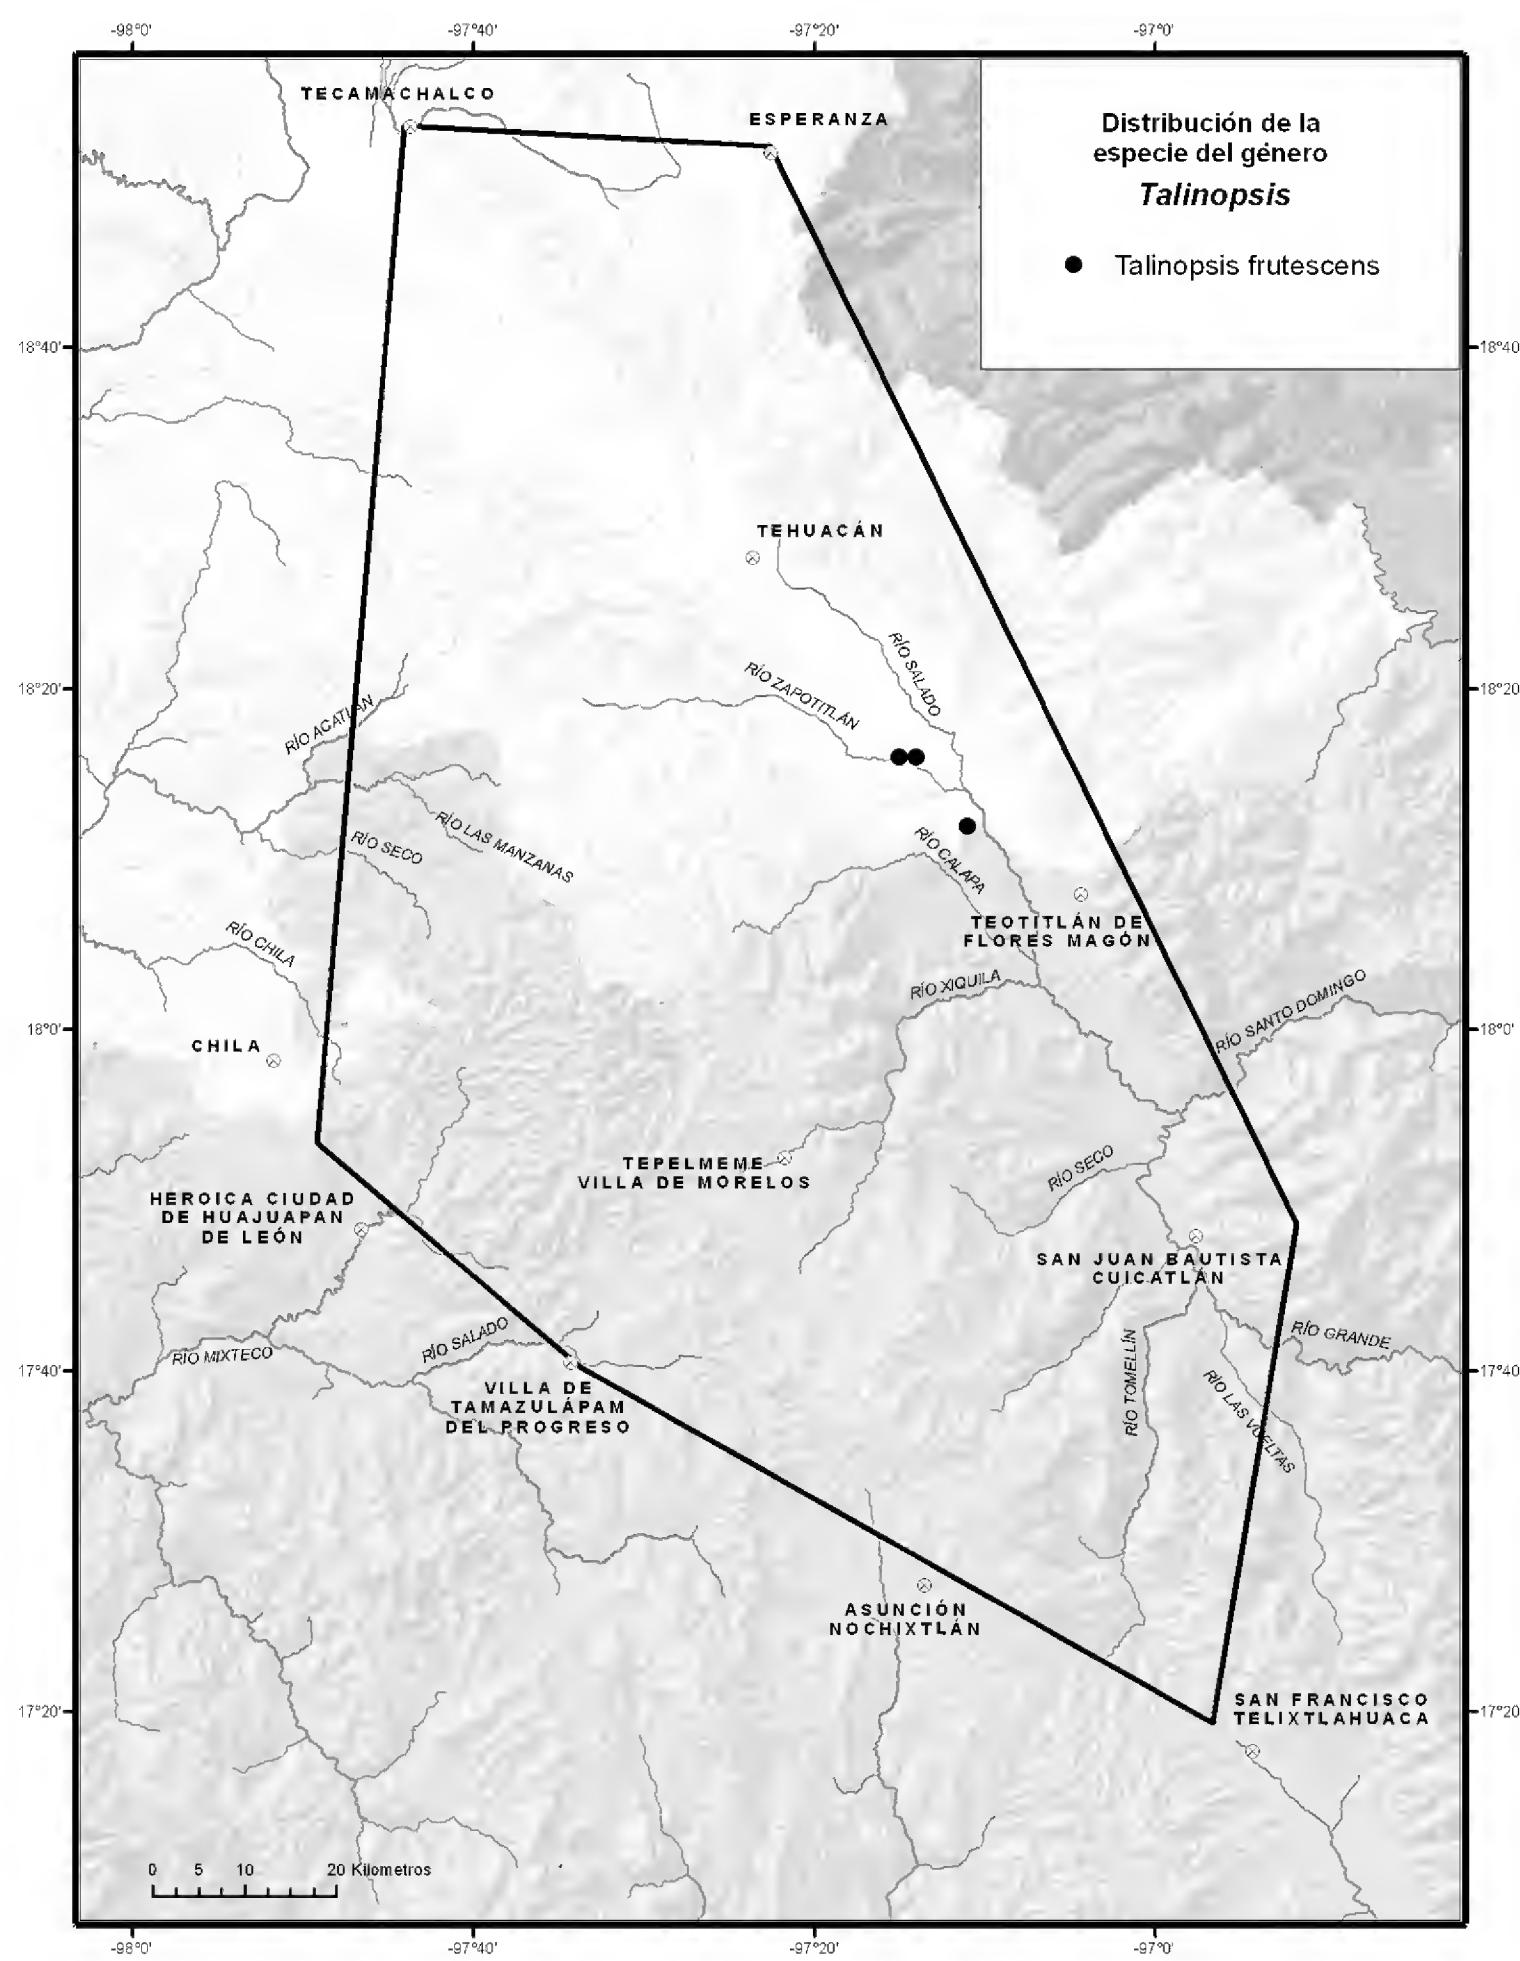 -98°0'
-97°40'
-97°20'
-97°0'
TECAMACHALCO
ESPERANZA
Distribución de la
especie del género
Talinopsis
Talinopsis frutescens
18°40'
18°40
TEHUACÁN
RÍO SALADO
RÍO ZAPOTITLÁN
18°20'
18°20
RÍO ACATLÁN
RÍO LAS MANZANAS
RÍO SECO
RÍO CALAPA
TEOTITLÁN DE
FLORES MAGÓN
RÍO CHILA
RÍO XIQUILA
RÍO SANTO DOMINGO
18°0'
18°0'
CHILA
TEPELMEME
VILLA DE MORELOS
RÍO SECO
HEROICA CIUDAD
DE HUAJUAPAN
DE LEÓN
SAN JUAN BAUTISTA
CUICATLÁN
RÍO SALADO
RÍO MIXTECO
RÍO GRANDE
RÍO TOMELLÍN
17°40'
17°40
VILLA DE
TAMAZULÁPAM
DEL PROGRESO
RÍO LAS VUELTAS
ASUNCIÓN
NOCHIXTLÁN
SAN FRANCISCO
TELIXTLAHUACA
17°20'
17°20
0 5 10 20 Kilometros
-98°0'
-97°40'
-97°20'
-97°0'